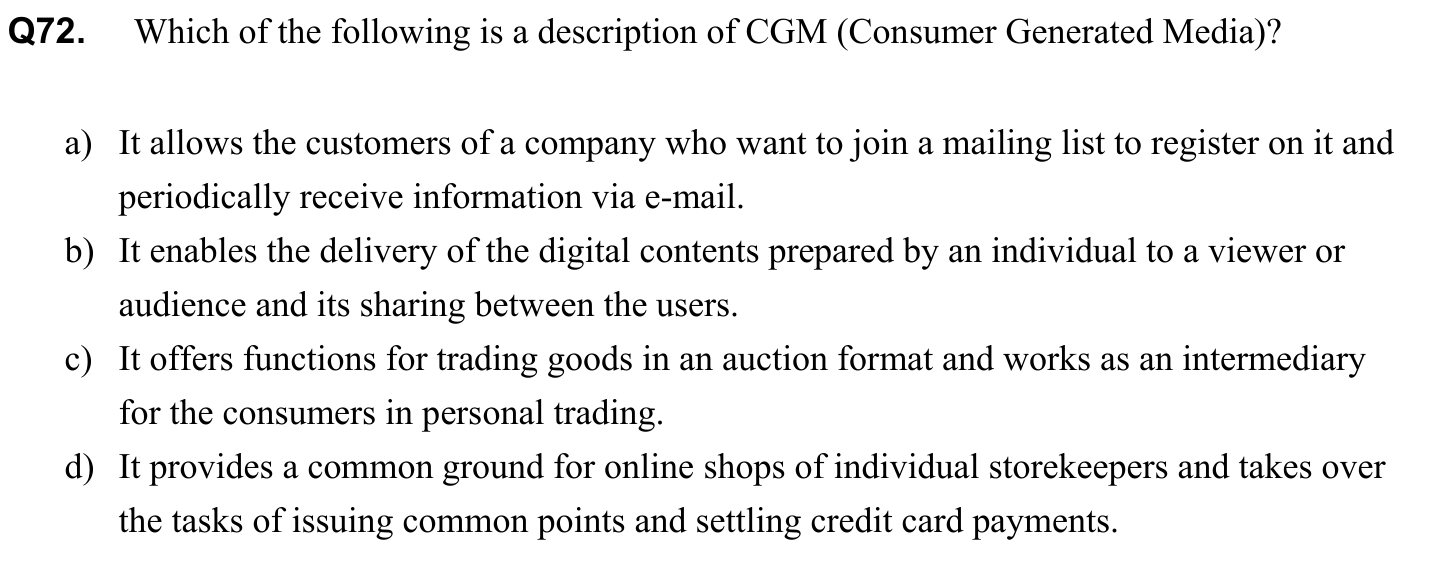 Q72. Which of the following is a description of CGM (Consumer Generated Media)?
a) It allows the customers of a company who want to join a mailing list to register on it and
periodically receive information via e-mail.
b) It enables the delivery of the digital contents prepared by an individual to a viewer or
audience and its sharing between the users.
c) It offers functions for trading goods in an auction format and works as an intermediary
for the consumers in personal trading.
d) It provides a common ground for online shops of individual storekeepers and takes over
the tasks of issuing common points and settling credit card payments.